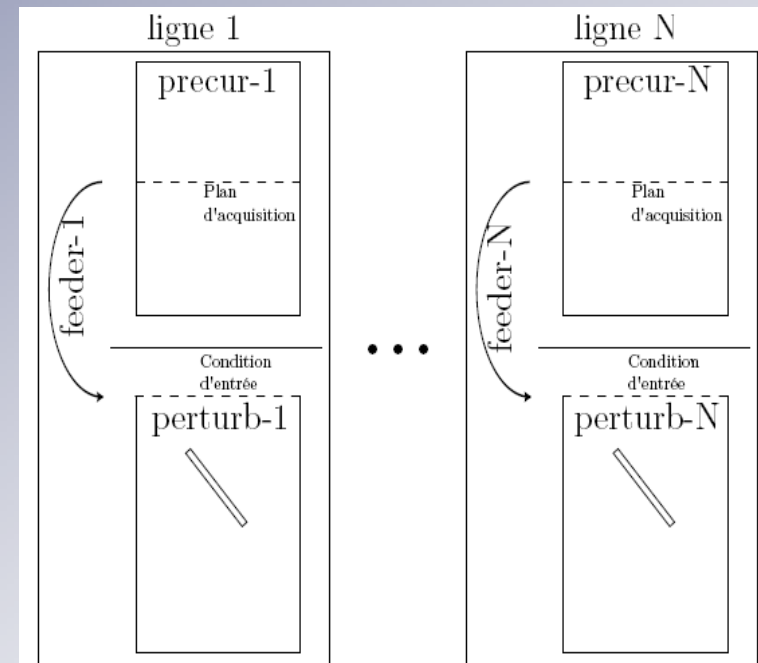 ligne 1
precur-1
Plan
d'acquisition
feeder-1
Condition
d'entrée
perturb-1
ligne N
precur-N
Plan
d'acquisition
feeder-N
Condition
d'entrée
perturb-N